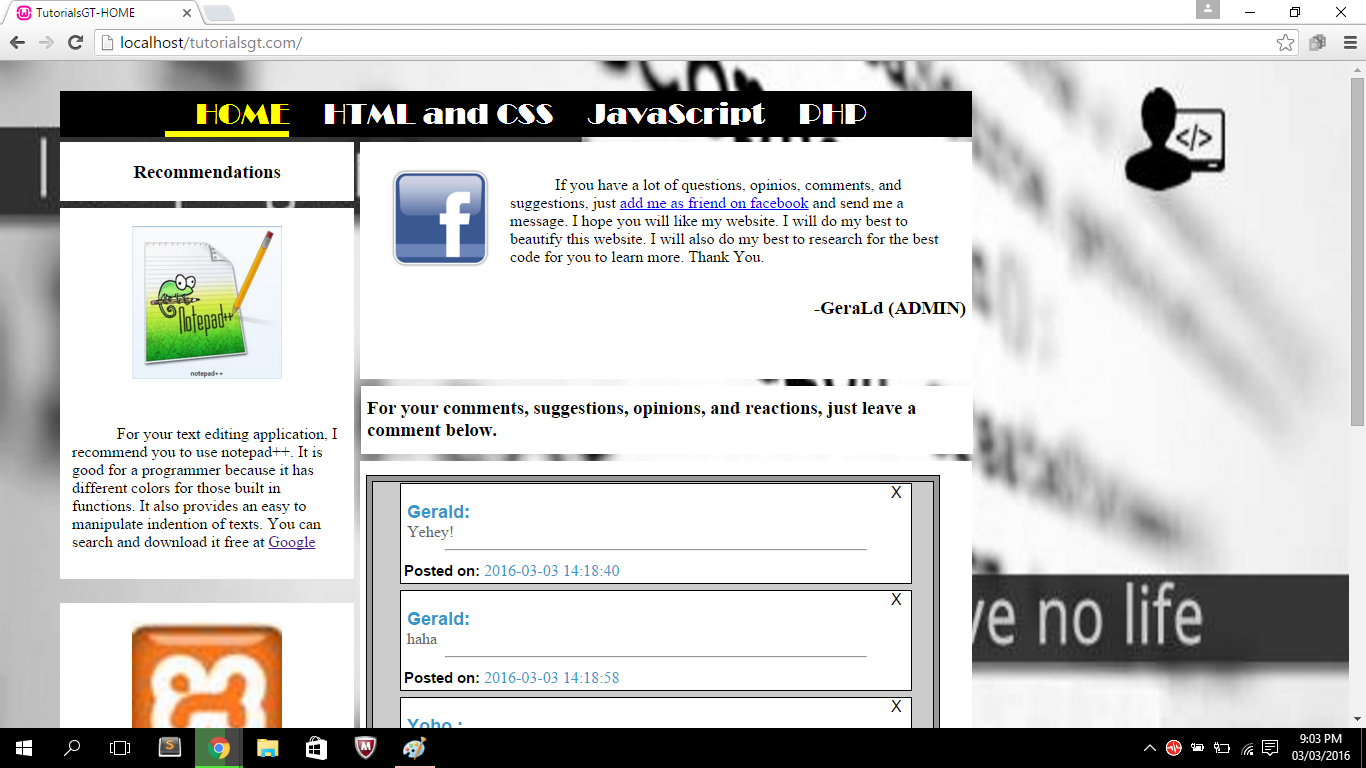 TutorialsGT-HOME
localhost/tutorialsgt.com/
HOME HTML and CSS JavaScript PHP
Recommendations
Notepad++
notepad++
For your text editing application, I
recommend you to use notepad++. It is
good for a programmer because it has
different colors for those built in
functions. It also provides an easy to
manipulate indention of texts. You can
search and download it free at Google
If you have a lot of questions, opinios, comments, and
suggestions, just add me as friend on facebook and send me a
message. I hope you will like my website. I will do my best to
beautify this website. I will also do my best to research for the best
code for you to learn more. Thank You.
-GeraLd (ADMIN)
For your comments, suggestions, opinions, and reactions, just leave a
comment below.
X
Gerald:
Yehey!
Posted on: 2016-03-03 14:18:40
X
Gerald:
haha
Posted on: 2016-03-03 14:18:58
X
Yoho :
</>
ve no life
9:03 PM
03/03/2016